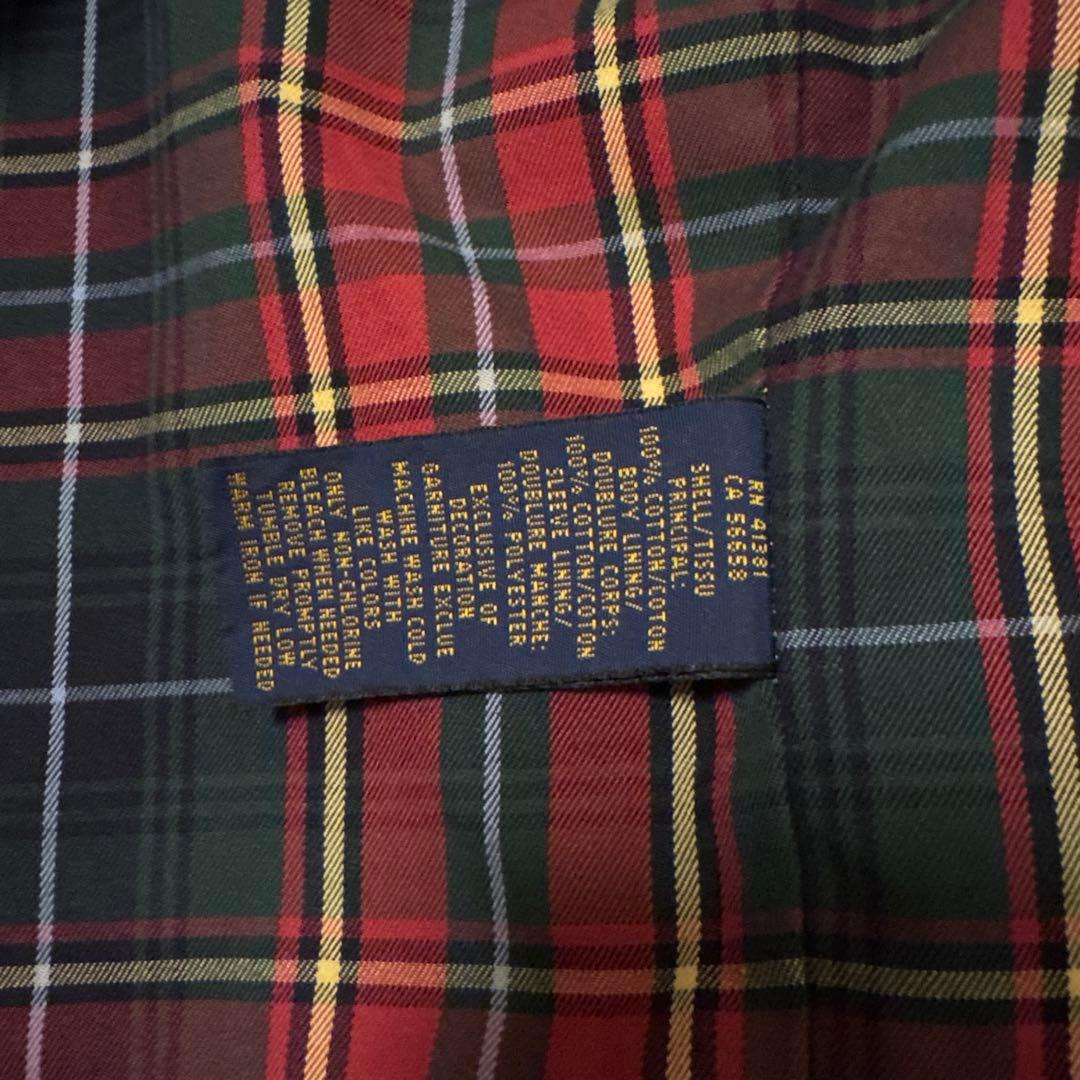 RN 41381
CA 56658
SHELL/TISSU
PRINCIPAL
100% COTTON/COTON
BODY LINING/
DOUBLURE CORPS:
100% COTTON/COTON
SLEEVE LINING/
DOUBLURE MANCHE:
100% POLYESTER
EXCLUSIVE OF
DECORATION
GARNITURE EXCLUE
MACHINE WASH COLD
WASH WITH
LIKE COLORS
ONLY NONCHLORINE
BLEACH WHEN NEEDED
REMOVE PROMPTLY
TUMBLE DRY LOW
WARM IRON IF NEEDED